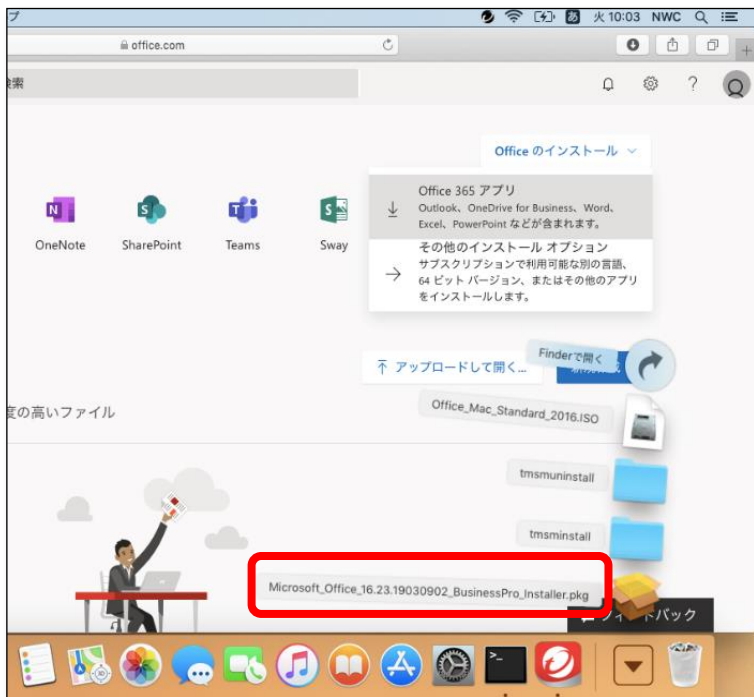 プ
火 10:03 NWC
office.com
検索
Office のインストール
Office 365 アプリ
Outlook、OneDrive for Business、Word、
Excel、PowerPoint などが含まれます。
その他のインストール オプション
サブスクリプションで利用可能な別の言語、
64 ビット バージョン、またはその他のアプリ
をインストールします。
OneNote
SharePoint
Teams
Sway
アップロードして開く...
Finderで開く
度の高いファイル
Office_Mac_Standard_2016.ISO
tmsmuninstall
tmsminstall
Microsoft_Office_16.23.19030902_BusinessPro_Installer.pkg
フィードバック